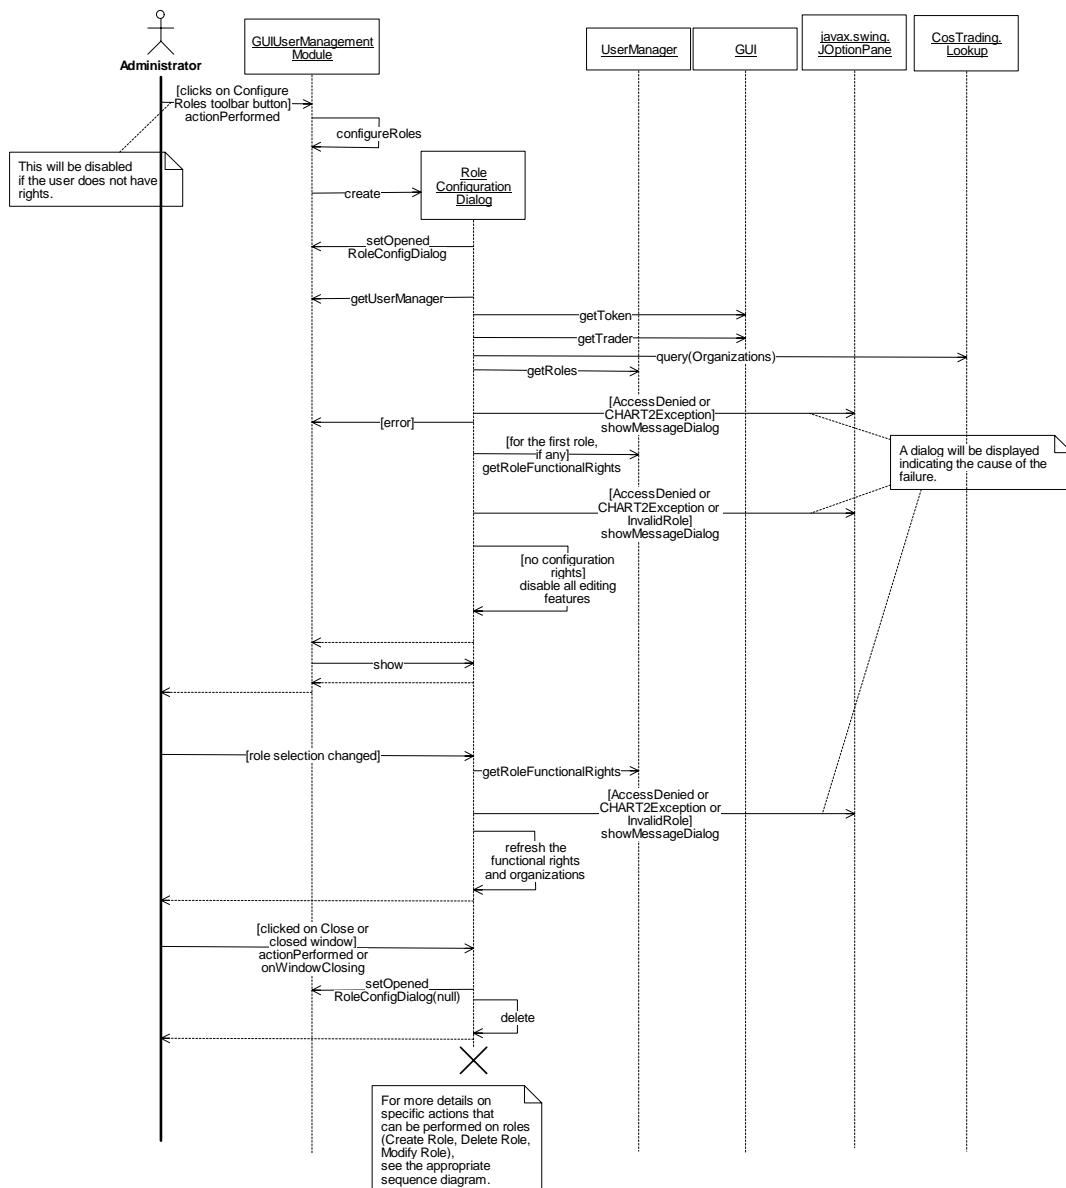 Administrator
GUIUserManagement
Module
UserManager
GUI
javax.swing.
JOptionPane
CosTrading.
Lookup
[clicks on Configure
Roles toolbar button]
actionPerformed
configureRoles
This will be disabled
if the user does not have
rights.
create
Role
Configuration
Dialog
setOpened
RoleConfigDialog
getUserManager
getToken
getTrader
query(Organizations)
getRoles
[AccessDenied or
CHART2Exception]
showMessageDialog
[error]
[for the first role,
if any]
getRoleFunctionalRights
A dialog will be displayed
indicating the cause of the
failure.
[AccessDenied or
CHART2Exception or
InvalidRole]
showMessageDialog
[no configuration
rights]
disable all editing
features
show
[role selection changed]
getRoleFunctionalRights
[AccessDenied or
CHART2Exception or
InvalidRole]
showMessageDialog
refresh the
functional rights
and organizations
[clicked on Close or
closed window]
actionPerformed or
onWindowClosing
setOpened
RoleConfigDialog(null)
delete
For more details on
specific actions that
can be performed on roles
(Create Role, Delete Role,
Modify Role),
see the appropriate
sequence diagram.